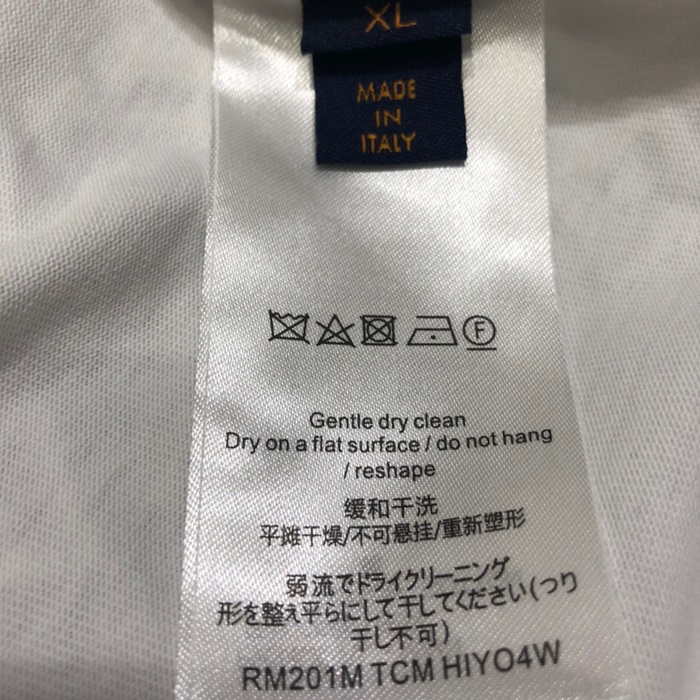 XL
MADE
IN
ITALY
F
Gentle dry clean
Dry on a flat surface / do not hang
/ reshape
缓和干洗
平摊干燥/不可悬挂/重新塑形
弱流でドライクリーニング
形を整え平らにして干してください(つり
干し不可)
RM201M TCM HIYO4W